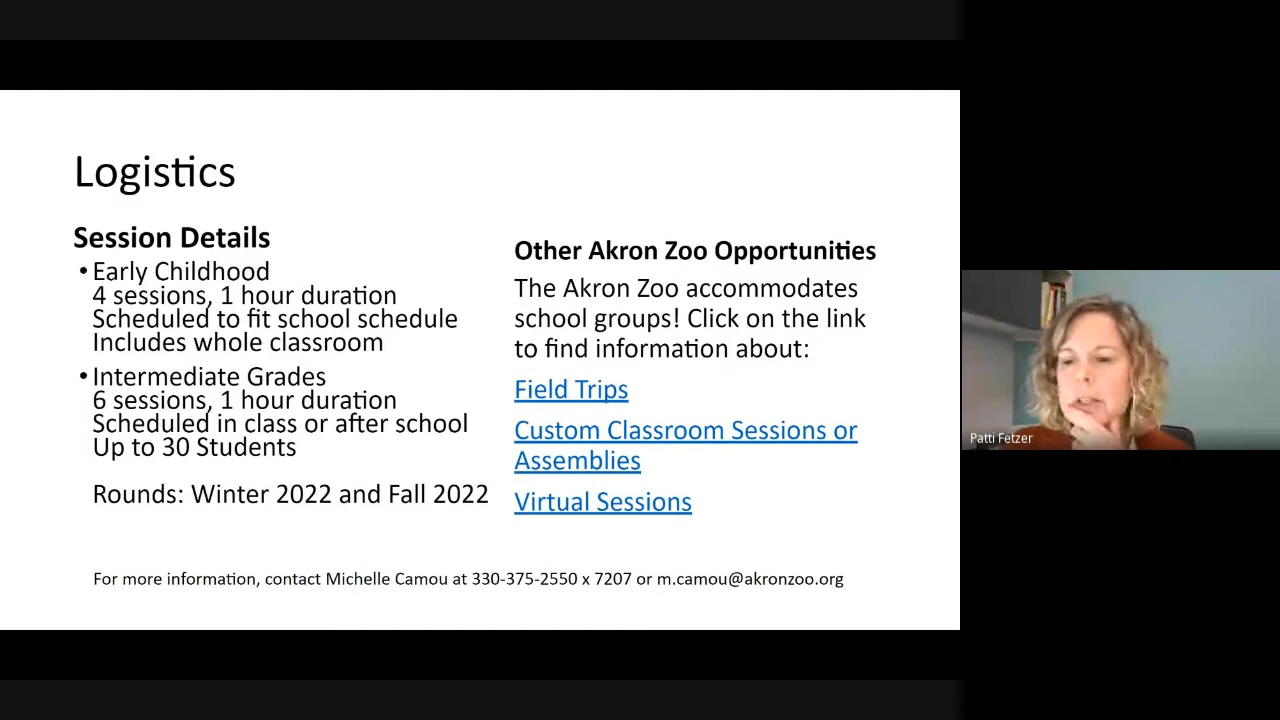 Logistics
Session Details
• Early Childhood
4 sessions, 1 hour duration
Scheduled to fit school schedule
Includes whole classroom
• Intermediate Grades
6 sessions, 1 hour duration
Scheduled in class or after school
Up to 30 Students
Rounds: Winter 2022 and Fall 2022
Other Akron Zoo Opportunities
The Akron Zoo accommodates
school groups! Click on the link
to find information about:
Field Trips
Custom Classroom Sessions or
Assemblies
Virtual Sessions
For more information, contact Michelle Camou at 330-375-2550 x 7207 or m.camou@akronzoo.org
Patti Fetzer